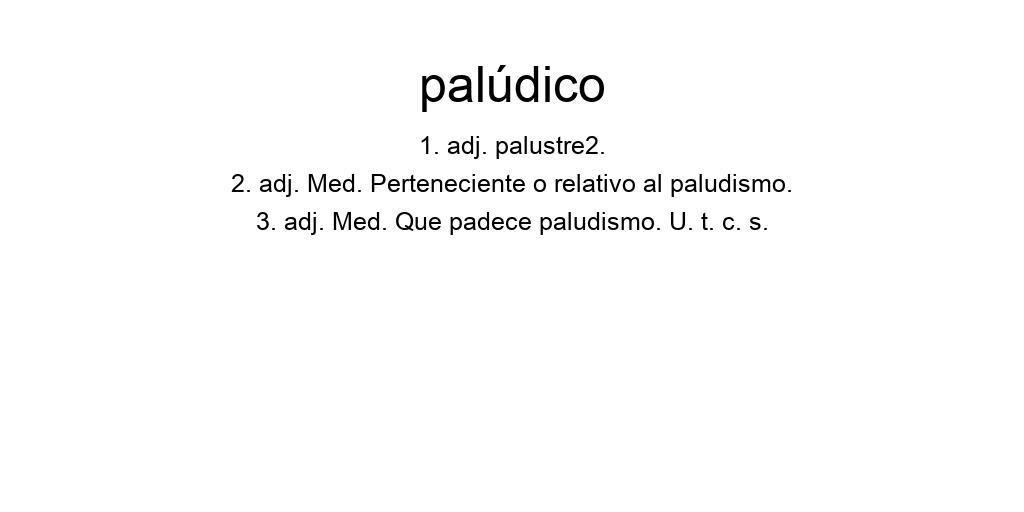 palúdico
1. adj. palustre2.
2. adj. Med. Perteneciente o relativo al paludismo.
3. adj. Med. Que padece paludismo. U. t. c. s.